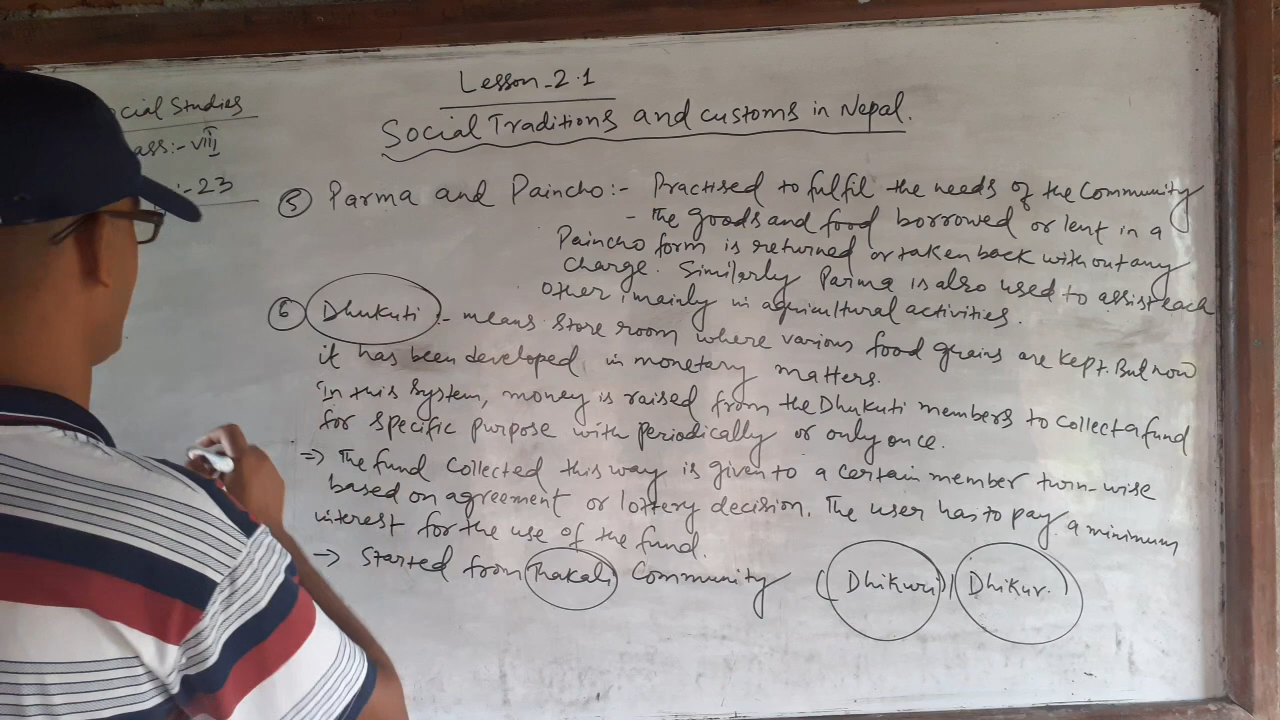 Lesson-2.1
Social Traditions and customs in Nepal.
ocial Studies
ass:- VIII
:-23
5 Parma and Paincho:- Practised to fulfil the needs of the Community
- The goods and food borrowed or lent in a
Paincho form is returned or taken back without any
charge. Similarly Parma is also used to assist each
other, mainly in agricultural activities.
6 Dhukuti :- means store room where various food grains are kept. But now
it has been developed in monetary matters.
In this system, money is raised from the Dhukuti members to collect a fund
for specific purpose with periodically or only once.
=> The fund collected this way is given to a certain member turn-wise
based on agreement or lottery decision. The user has to pay a minimum
interest for the use of the fund.
-> Started from Thakali Community (Dhikuri) (Dhikur.)